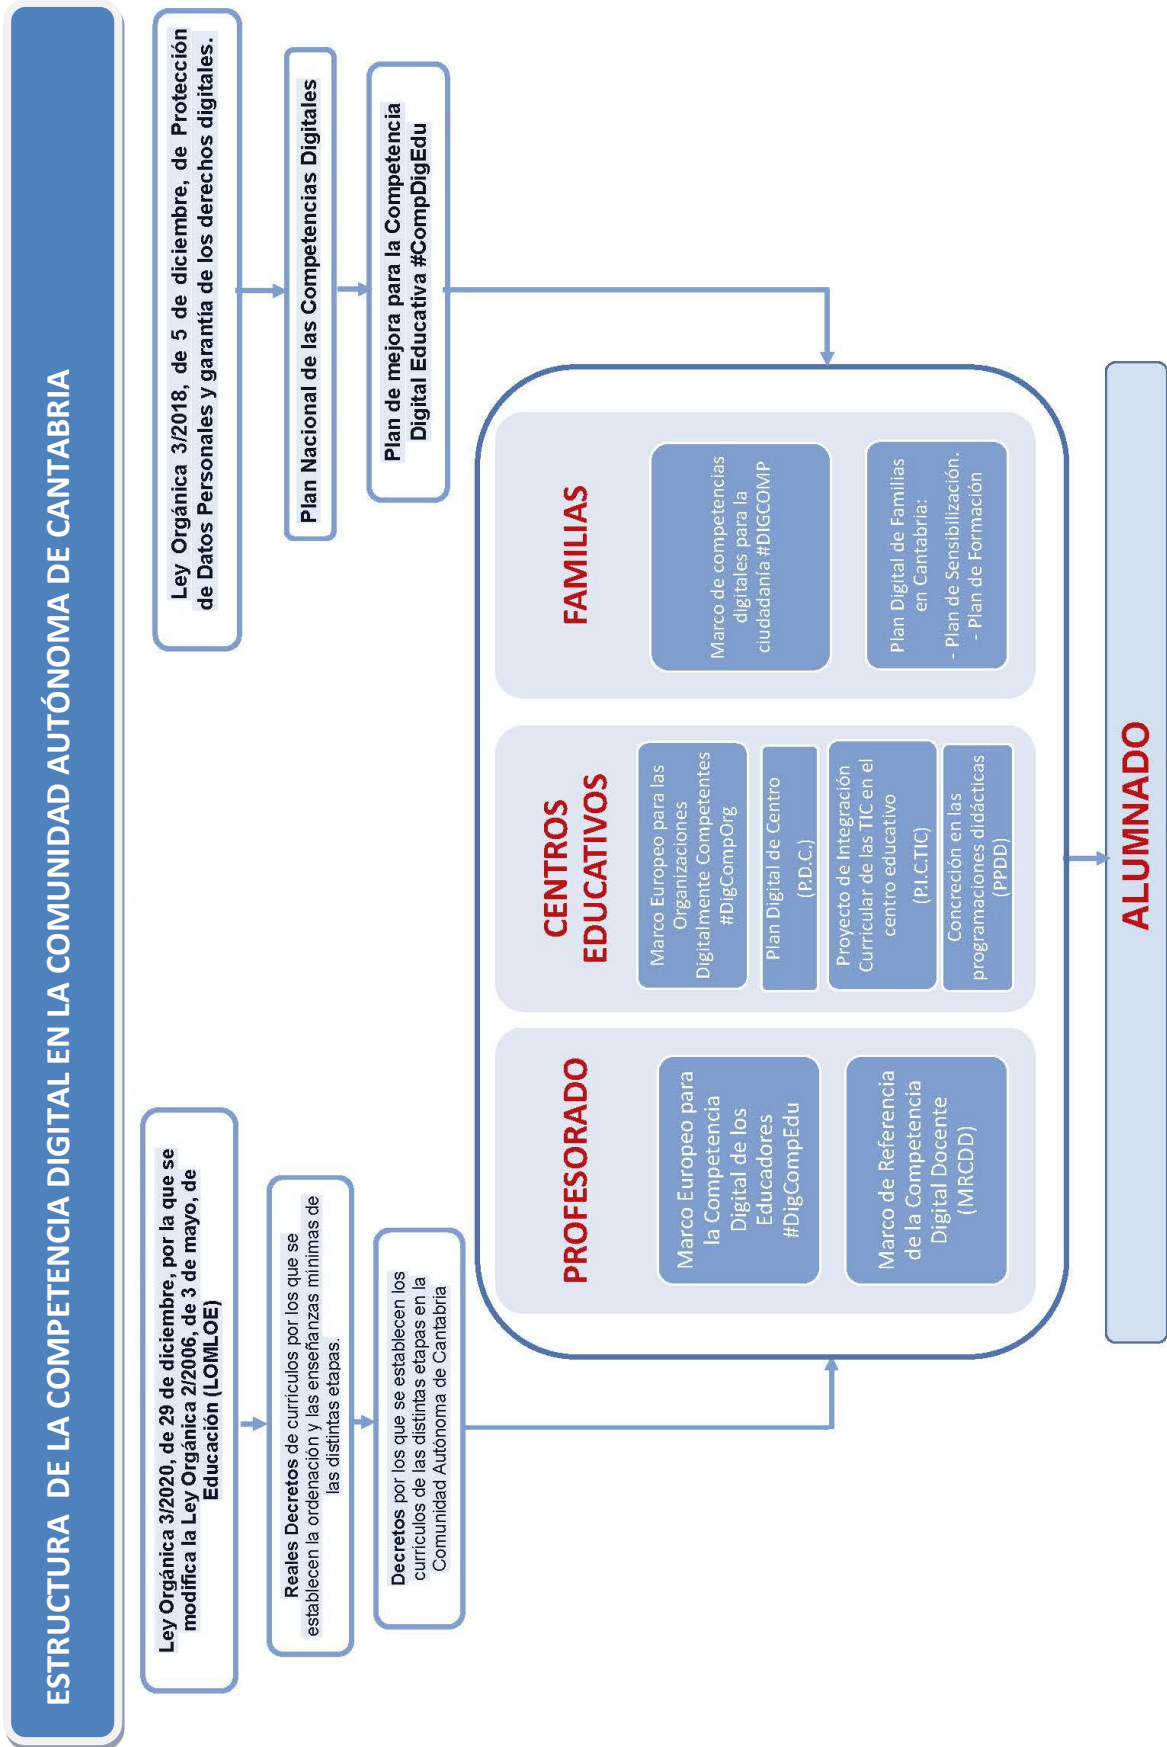 ESTRUCTURA DE LA COMPETENCIA DIGITAL EN LA COMUNIDAD AUTÓNOMA DE CANTABRIA
Ley Orgánica 3/2020, de 29 de diciembre, por la que se
modifica la Ley Orgánica 2/2006, de 3 de mayo, de
Educación (LOMLOE)
Reales Decretos de currículos por los que se
establecen la ordenación y las enseñanzas mínimas de
las distintas etapas.
Decretos por los que se establecen los
currículos de las distintas etapas en la
Comunidad Autónoma de Cantabria
Ley Orgánica 3/2018, de 5 de diciembre, de Protección
de Datos Personales y garantía de los derechos digitales.
Plan Nacional de las Competencias Digitales
Plan de mejora para la Competencia
Digital Educativa #CompDigEdu
PROFESORADO
Marco Europeo para
la Competencia
Digital de los
Educadores
#DigCompEdu
Marco de Referencia
de la Competencia
Digital Docente
(MRCDD)
CENTROS
EDUCATIVOS
Marco Europeo para las
Organizaciones
Digitalmente Competentes
#DigCompOrg
Plan Digital de Centro
(P.D.C.)
Proyecto de Integración
Curricular de las TIC en el
centro educativo
(P.I.C.TIC)
Concreción en las
programaciones didácticas
(PPDD)
FAMILIAS
Marco de competencias
digitales para la
ciudadanía #DIGCOMP
Plan Digital de Familias
en Cantabria:
- Plan de Sensibilización.
- Plan de Formación
ALUMNADO